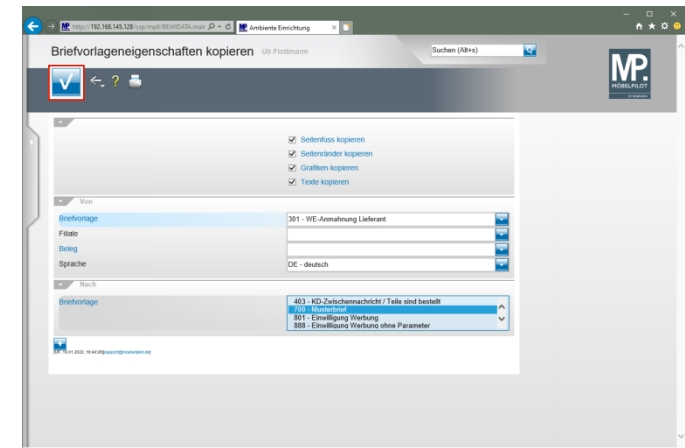 http://192.168.145.128/csp/mp6/BEWIDATA.mair
Ambiente Einrichtung
Briefvorlageneigenschaften kopieren Uli Flottmann
Suchen (Alt+s)
MP.
MÖBELPILOT
Seitenfuss kopieren
Seitenränder kopieren
Grafiken kopieren
Texte kopieren
Von
Briefvorlage 301 - WE-Anmahnung Lieferant
Filiale
Beleg
Sprache DE - deutsch
Nach
Briefvorlage
403 - KD-Zwischennachricht / Teile sind bestellt
700 - Musterbrief
801 - Einwilligung Werbung
888 - Einwilligung Werbung ohne Parameter